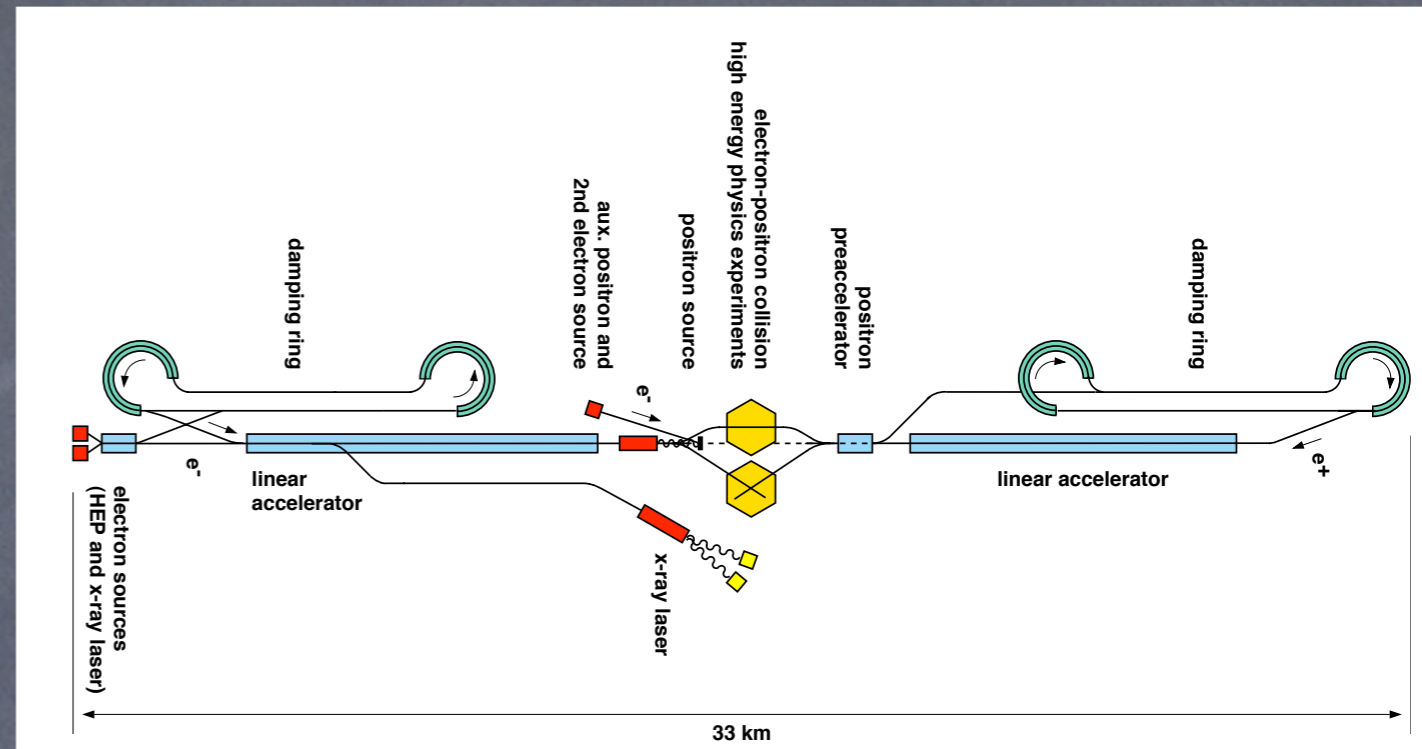 high energy physics experiments
electron-positron collision
2nd electron source
aux. positron and
positron source
preaccelerator
positron
damping ring
damping ring
e-
e-
e+
linear
accelerator
linear accelerator
x-ray laser
electron sources
(HEP and x-ray laser)
33 km